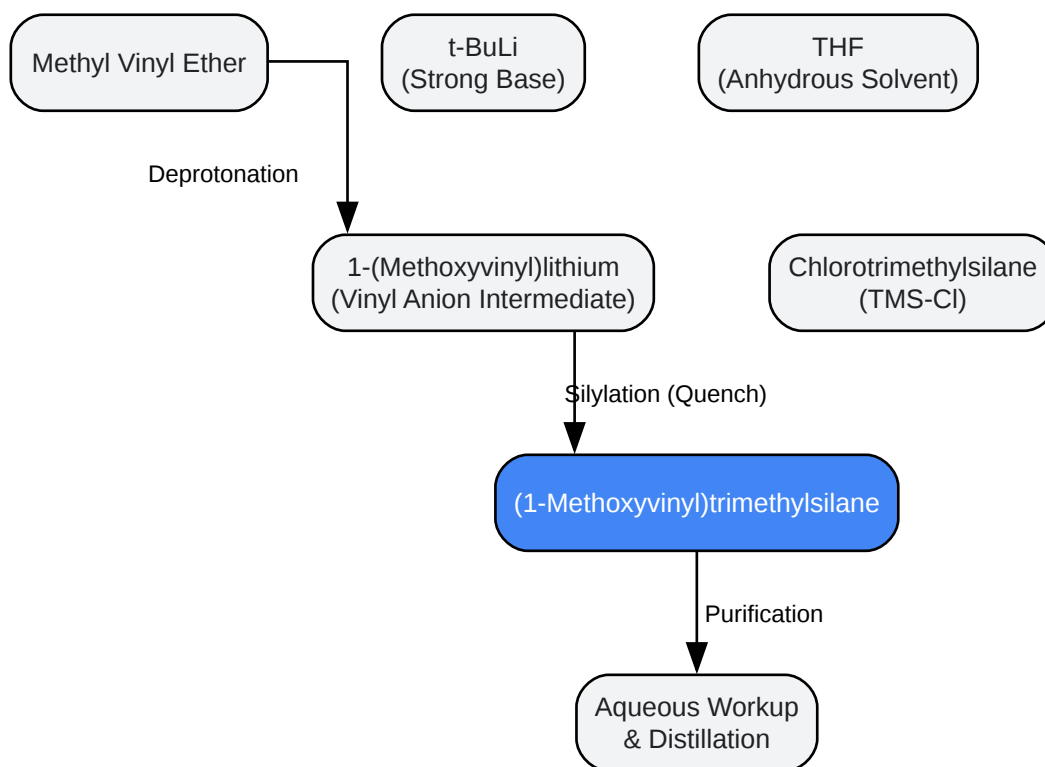 Methyl Vinyl Ether
t-BuLi
(Strong Base)
THF
(Anhydrous Solvent)
Deprotonation
1-(Methoxyvinyl)lithium
(Vinyl Anion Intermediate)
Chlorotrimethylsilane
(TMS-Cl)
Silylation (Quench)
(1-Methoxyvinyl)trimethylsilane
Purification
Aqueous Workup
& Distillation